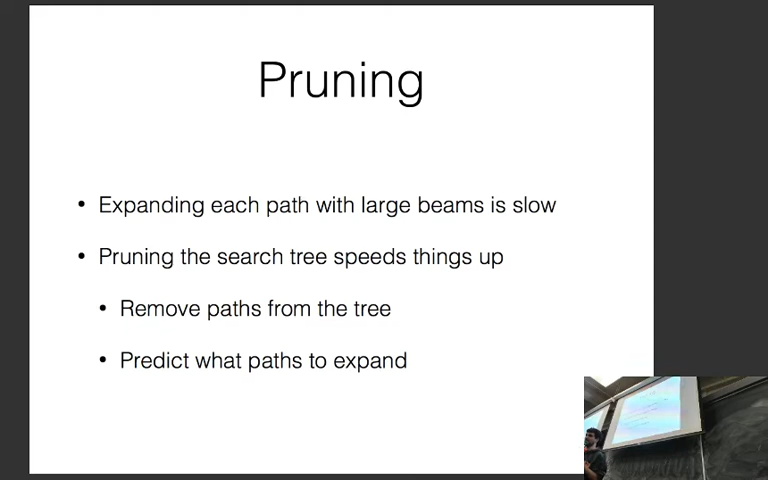 Pruning
• Expanding each path with large beams is slow
• Pruning the search tree speeds things up
• Remove paths from the tree
• Predict what paths to expand